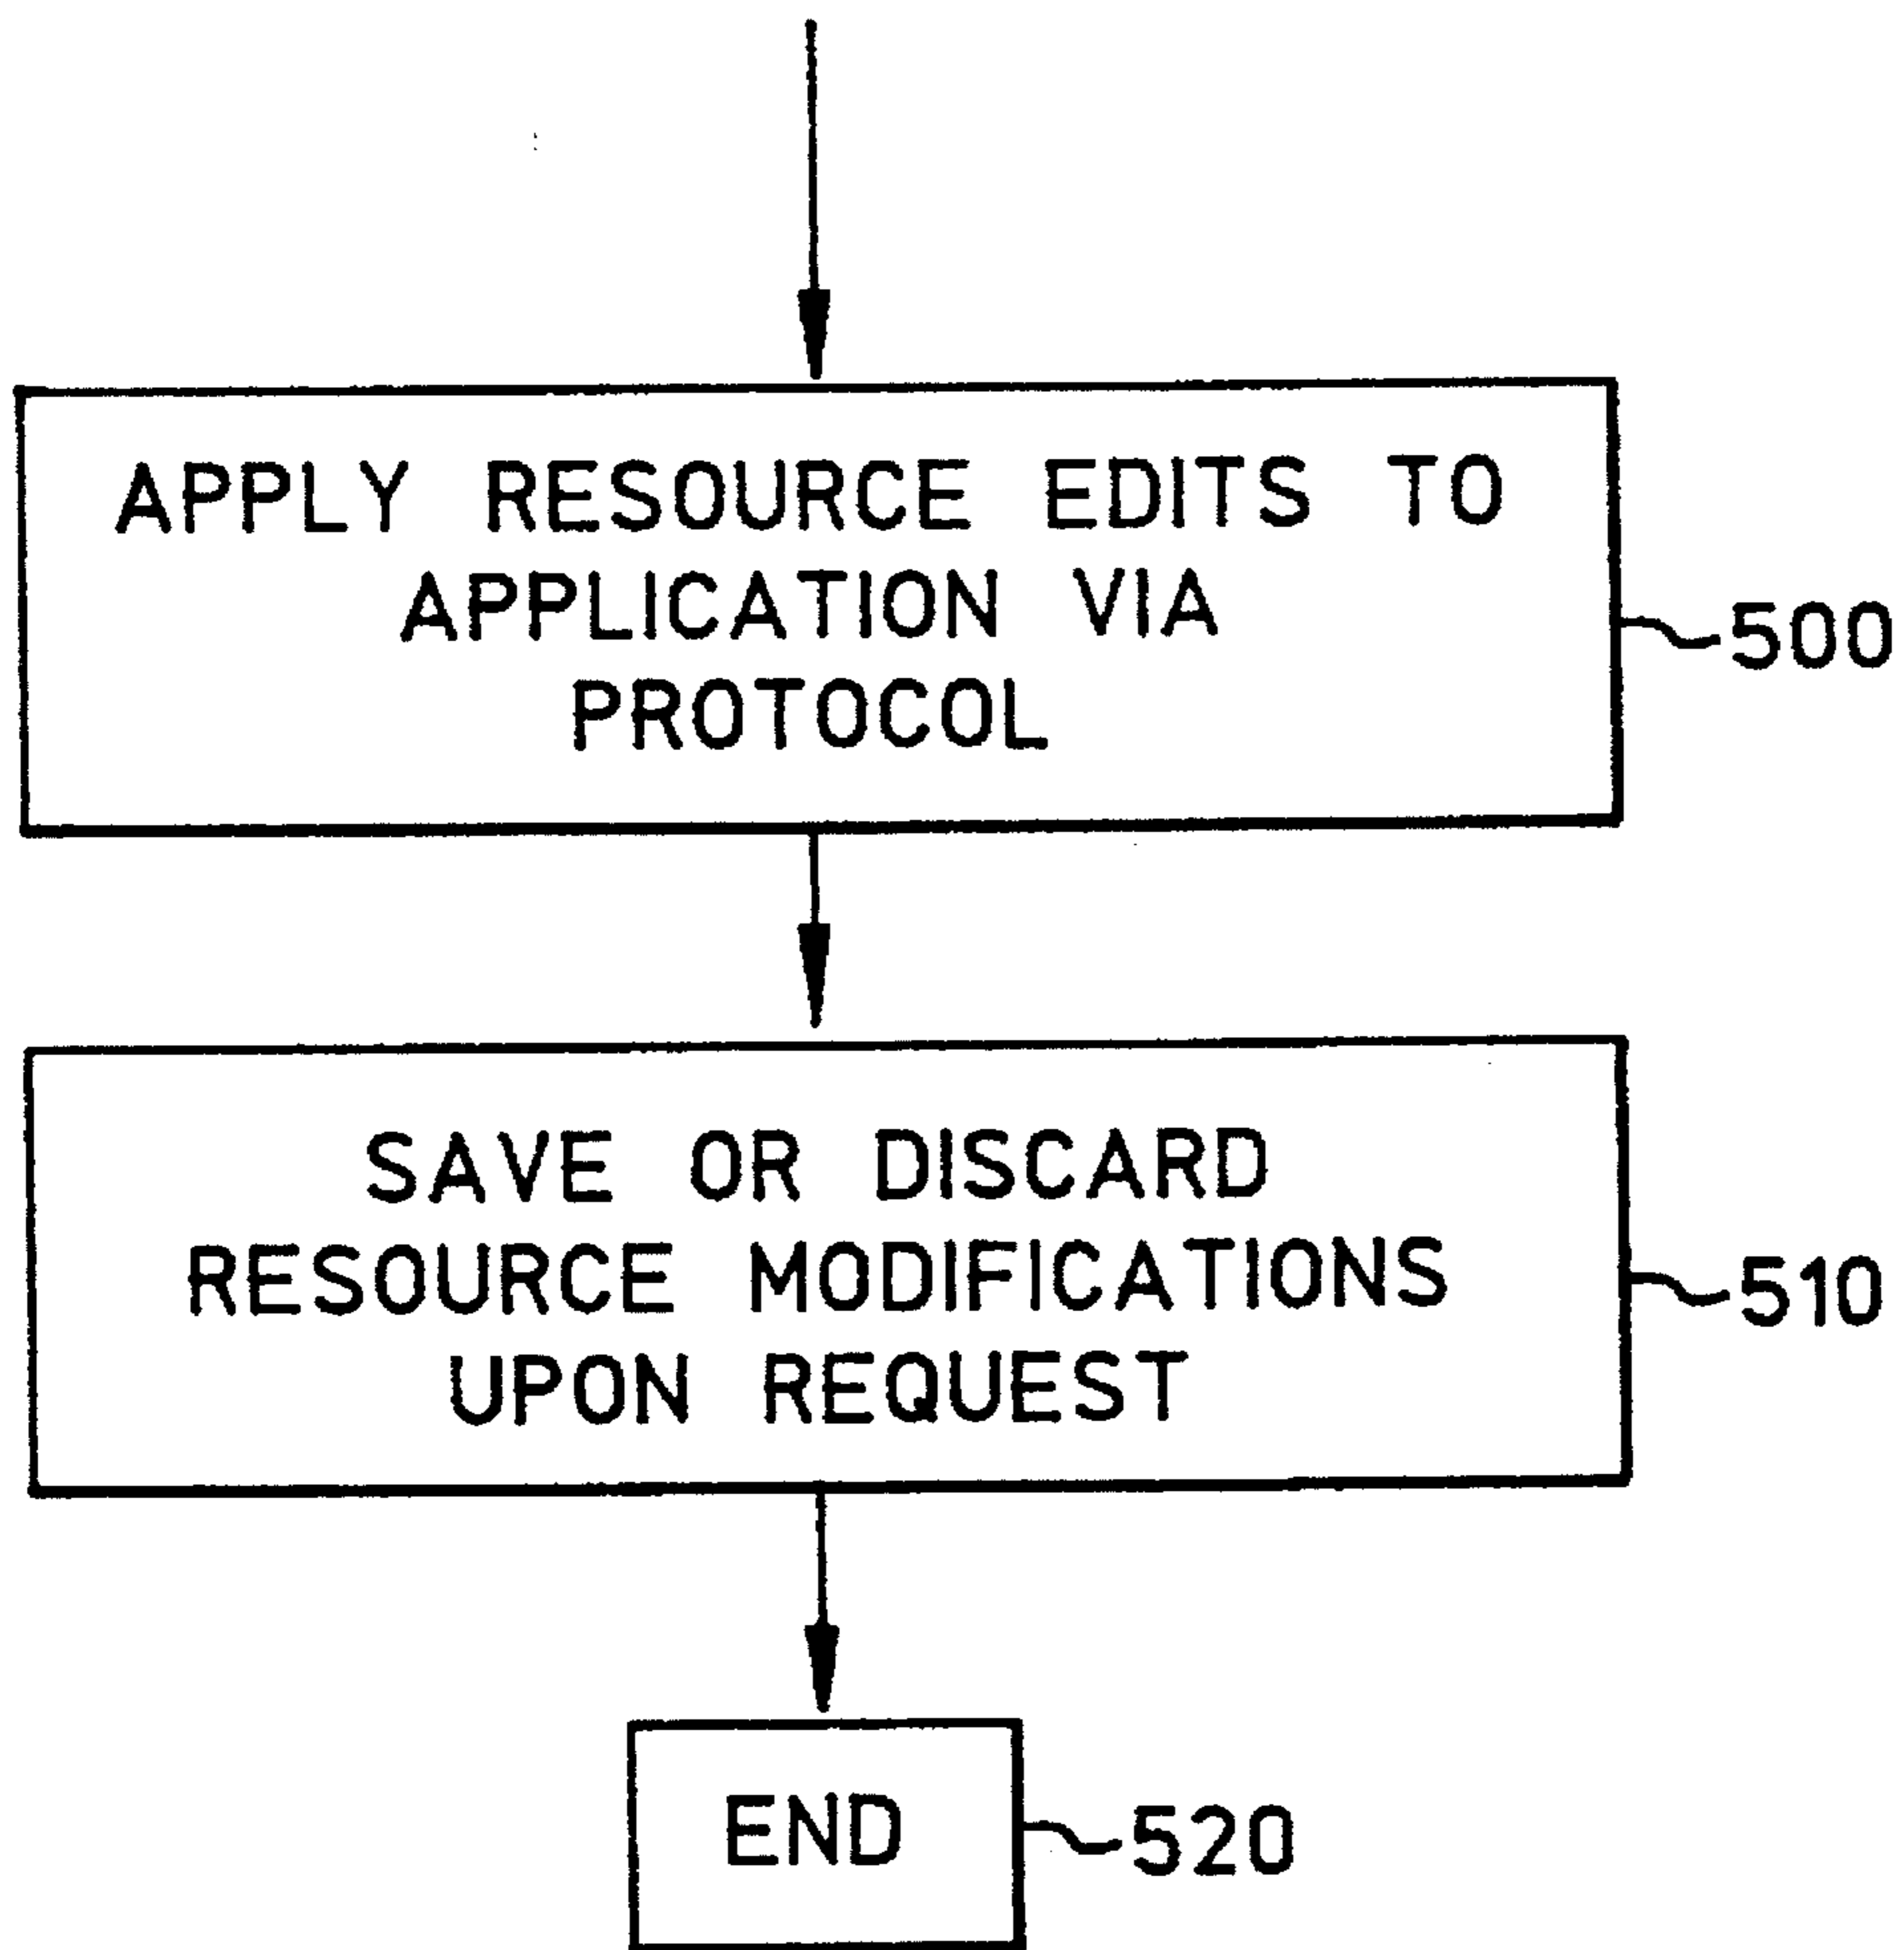 APPLY RESOURCE EDITS TO
APPLICATION VIA
PROTOCOL
500
SAVE OR DISCARD
RESOURCE MODIFICATIONS
UPON REQUEST
510
END
520